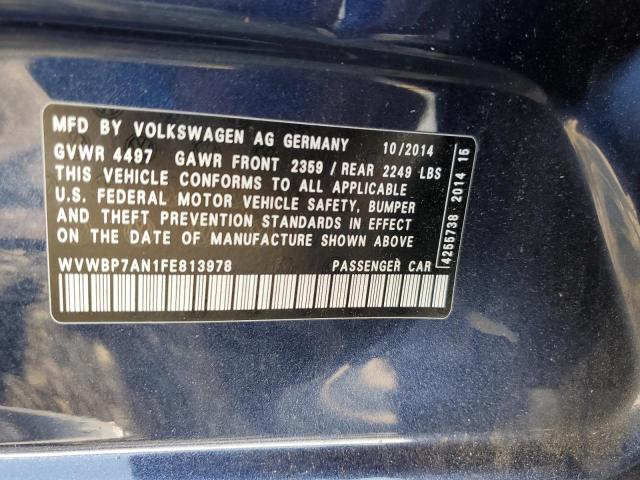 MFD BY VOLKSWAGEN AG GERMANY 10/2014
GVWR 4497 GAWR FRONT 2359 / REAR 2249 LBS
THIS VEHICLE CONFORMS TO ALL APPLICABLE
U.S. FEDERAL MOTOR VEHICLE SAFETY, BUMPER
AND THEFT PREVENTION STANDARDS IN EFFECT
ON THE DATE OF MANUFACTURE SHOWN ABOVE
WVWBP7AN1FE813978 PASSENGER CAR
4255738 2014 15